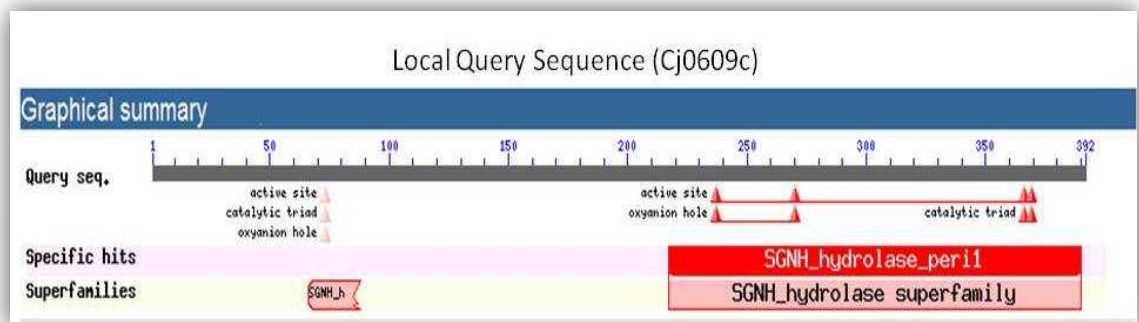 Local Query Sequence (Cj0609c)
Graphical summary
1 50 100 150 200 250 300 350 392
Query seq.
active site active site
catalytic triad oxyanion hole catalytic triad
oxyanion hole
Specific hits SGNH_hydrolase_peri1
Superfamilies SGNH_h SGNH_hydrolase superfamily